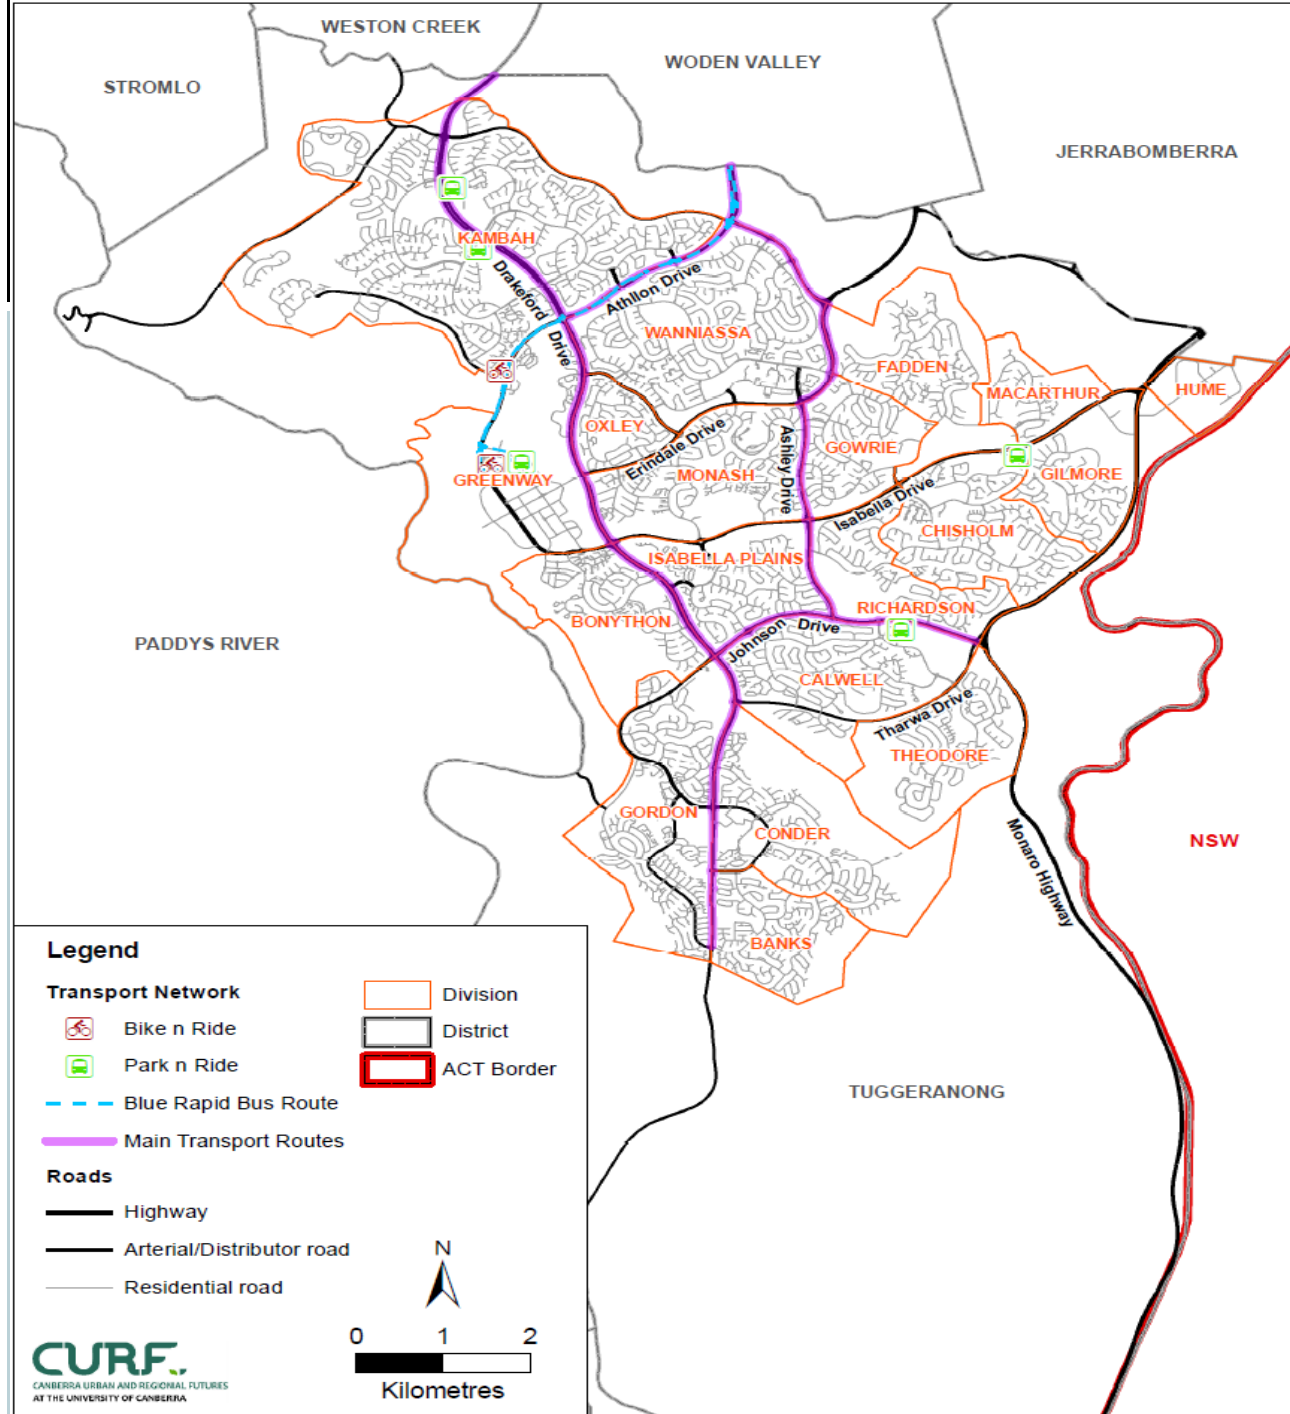 WESTON CREEK
WODEN VALLEY
STROMLO
JERRABOMBERRA
KAMBAH
Drakeford Drive
Athllon Drive
WANNIASSA
FADDEN
MACARTHUR
HUME
OXLEY
Erindale Drive
Ashley Drive
GOWRIE
MONASH
GREENWAY
GILMORE
Isabella Drive
CHISHOLM
ISABELLA PLAINS
RICHARDSON
BONYTHON
Johnson Drive
PADDYS RIVER
CALWELL
Tharwa Drive
THEODORE
GORDON
CONDER
Monaro Highway
NSW
BANKS
TUGGERANONG
Legend
Transport Network
Bike n Ride
Park n Ride
Blue Rapid Bus Route
Main Transport Routes
Division
District
ACT Border
Roads
Highway
Arterial/Distributor road
Residential road
N
0 1 2
Kilometres
CURF
CANBERRA URBAN AND REGIONAL FUTURES
AT THE UNIVERSITY OF CANBERRA